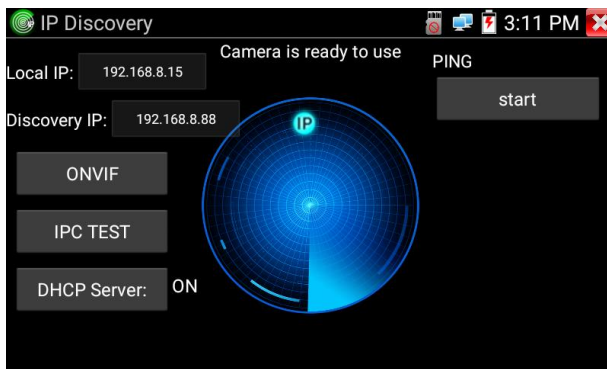 IP Discovery
3:11 PM
Camera is ready to use
Local IP: 192.168.8.15
PING
start
Discovery IP: 192.168.8.88
IP
ONVIF
IPC TEST
DHCP Server: ON